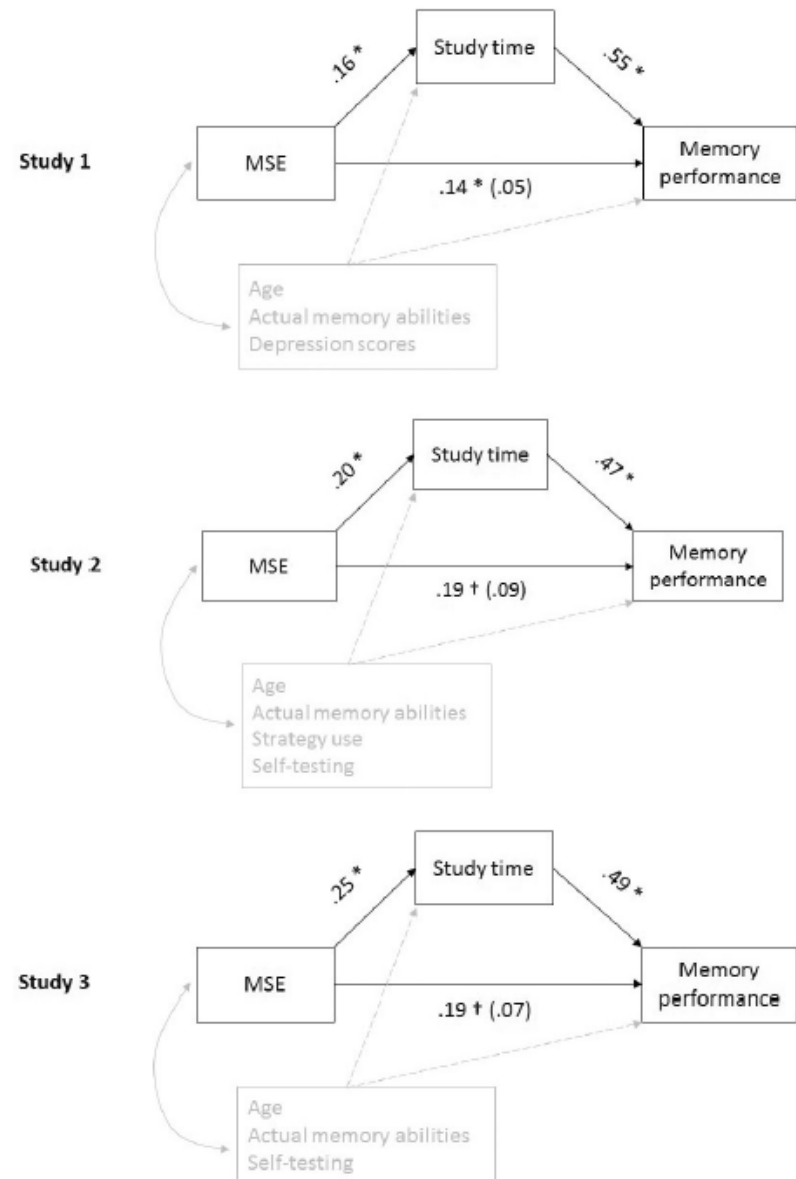 Study time
.16 *
.55 *
Study 1
MSE
Memory
performance
.14 * (.05)
Age
Actual memory abilities
Depression scores
Study time
.20 *
.47 *
Study 2
MSE
Memory
performance
.19 † (.09)
Age
Actual memory abilities
Strategy use
Self-testing
Study time
.25 *
.49 *
Study 3
MSE
Memory
performance
.19 † (.07)
Age
Actual memory abilities
Self-testing